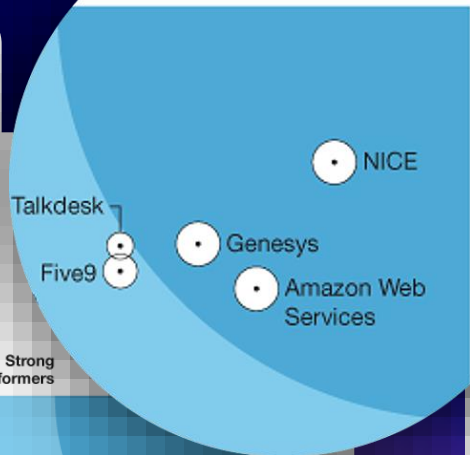 NICE
Talkdesk
Genesys
Five9
Amazon Web
Services
Strong
formers